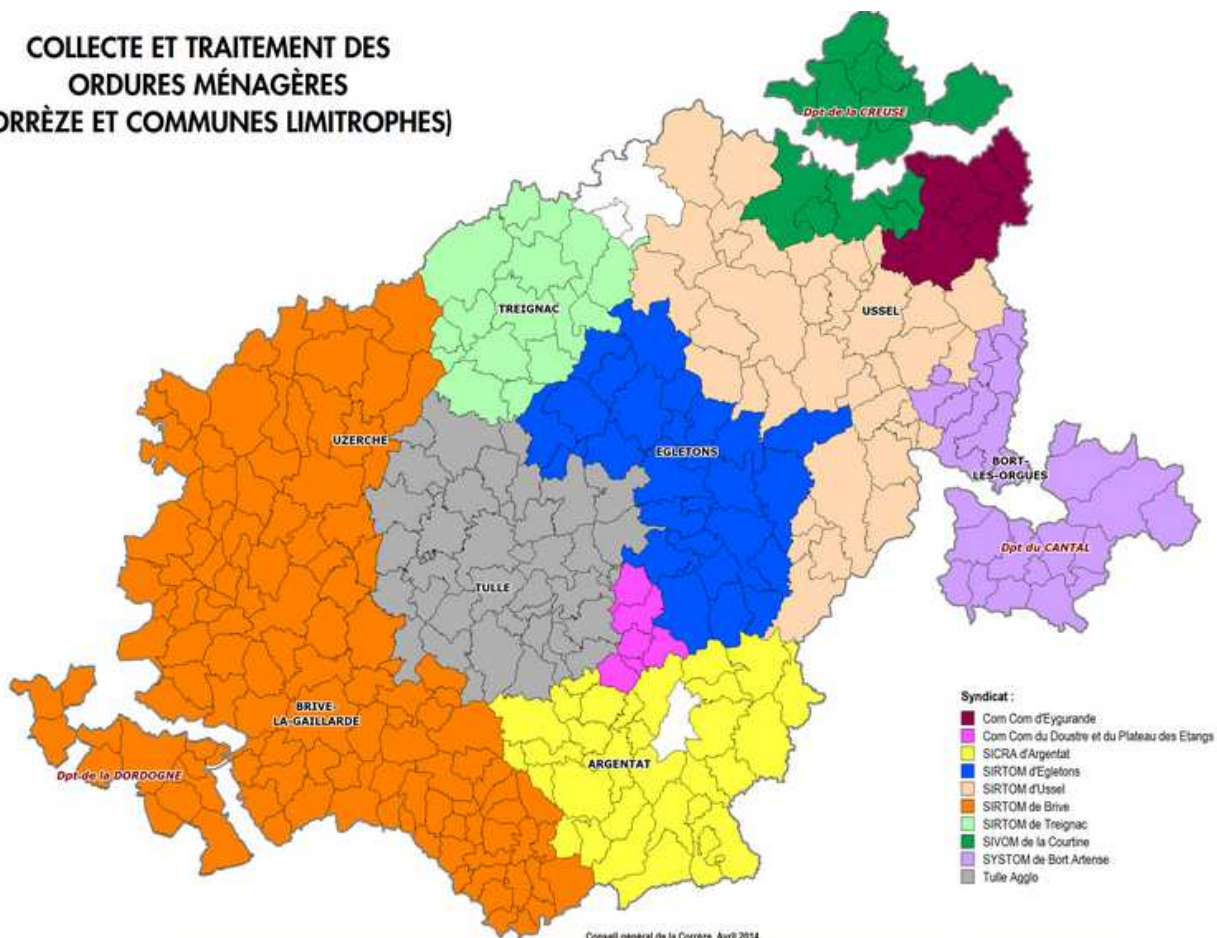 COLLECTE ET TRAITEMENT DES
ORDURES MÉNAGÈRES
ORRÈZE ET COMMUNES LIMITROPHES)
Dpt de la CREUSE
TREIGNAC
USSEL
UZERCHE
EGLETONS
BORT-
LES-ORGUES
Dpt du CANTAL
TULLE
BRIVE-
LA-GAILLARDE
ARGENTAT
Dpt de la DORDOGNE
Syndicat :
Com Com d'Eygurande
Com Com du Doustre et du Plateau des Etangs
SICRA d'Argentat
SIRTOM d'Egletons
SIRTOM d'Ussel
SIRTOM de Brive
SIRTOM de Treignac
SIVOM de la Courtine
SYSTOM de Bort Artense
Tulle Agglo
Conseil général de la Corrèze, Avril 2014